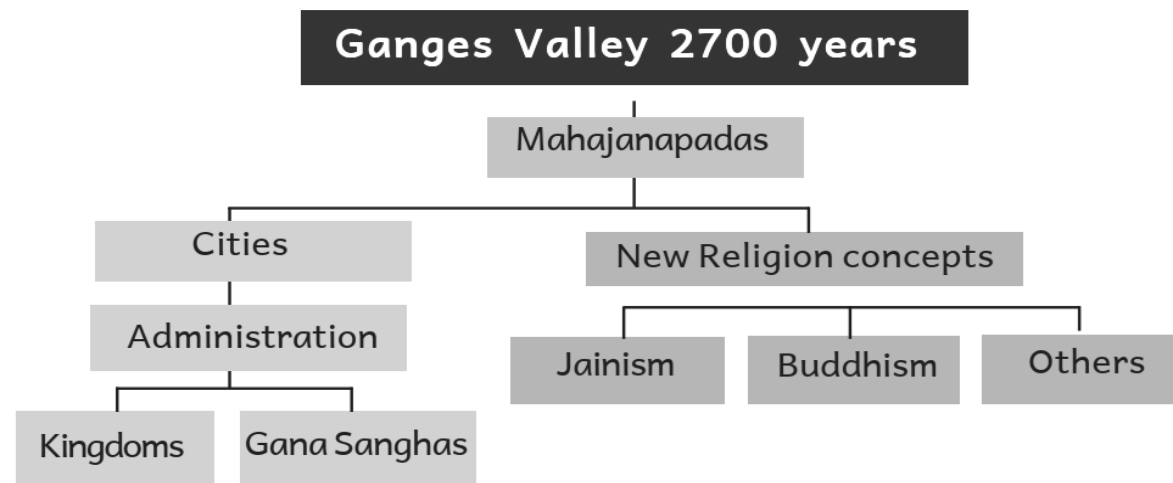 Ganges Valley 2700 years
Mahajanapadas
Cities
New Religion concepts
Administration
Jainism
Buddhism
Others
Kingdoms
Gana Sanghas